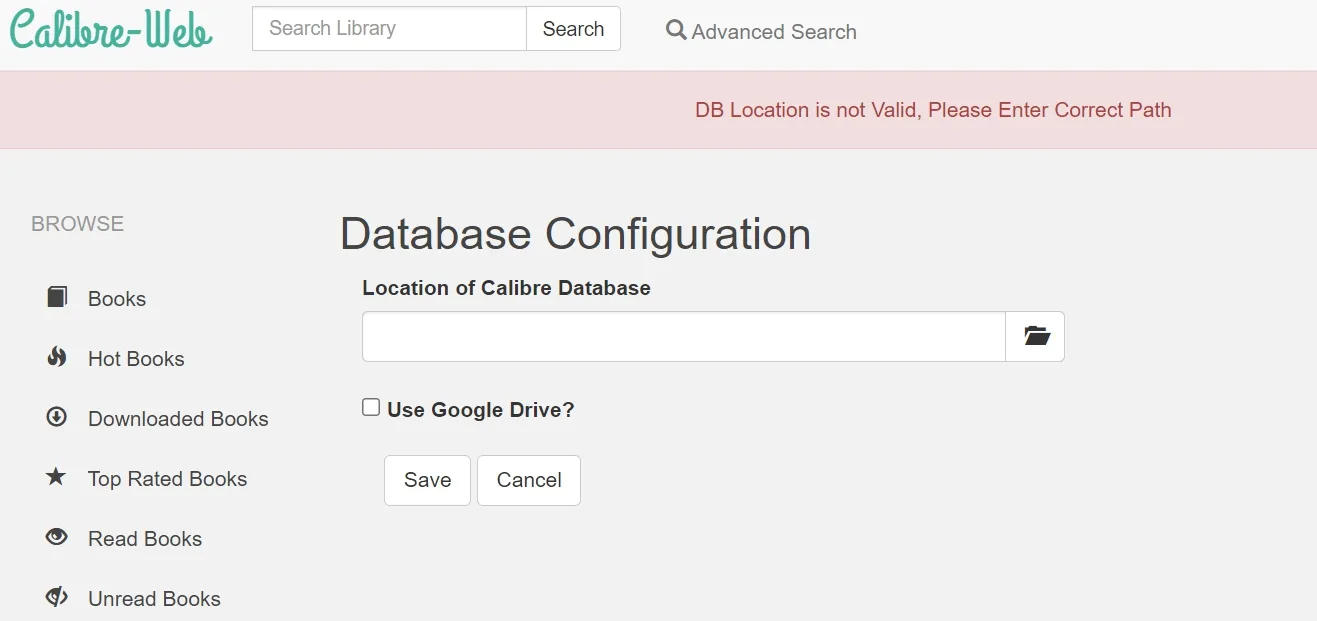 Calibre-Web
Search Library
Search
Advanced Search
DB Location is not Valid, Please Enter Correct Path
BROWSE
Books
Hot Books
Downloaded Books
Top Rated Books
Read Books
Unread Books
Database Configuration
Location of Calibre Database
Use Google Drive?
Save
Cancel